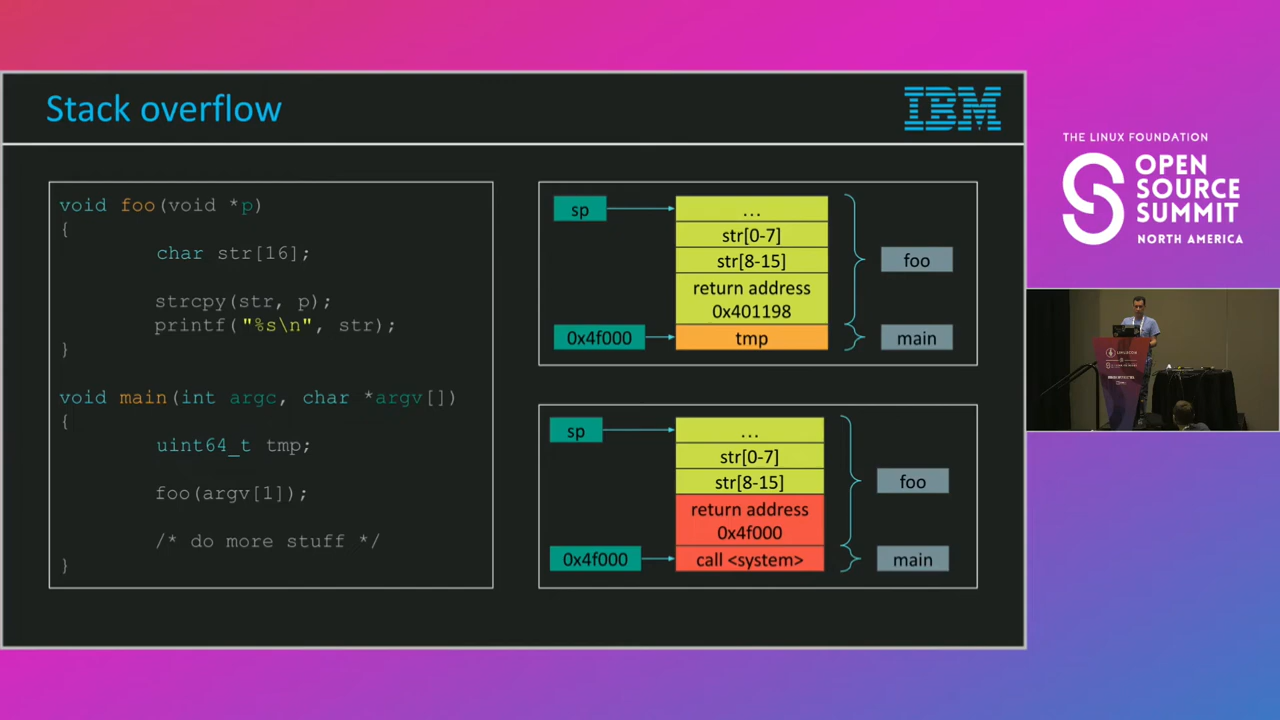 Stack overflow
IBM
void foo(void *p)
{
char str[16];
strcpy(str, p);
printf("%s\n", str);
}
void main(int argc, char *argv[])
{
uint64_t tmp;
foo(argv[1]);
/* do more stuff */
}
sp
...
str[0-7]
str[8-15]
return address
0x401198
0x4f000
tmp
foo
main
sp
...
str[0-7]
str[8-15]
return address
0x4f000
0x4f000
call <system>
foo
main
THE LINUX FOUNDATION
OPEN
SOURCE
SUMMIT
NORTH AMERICA